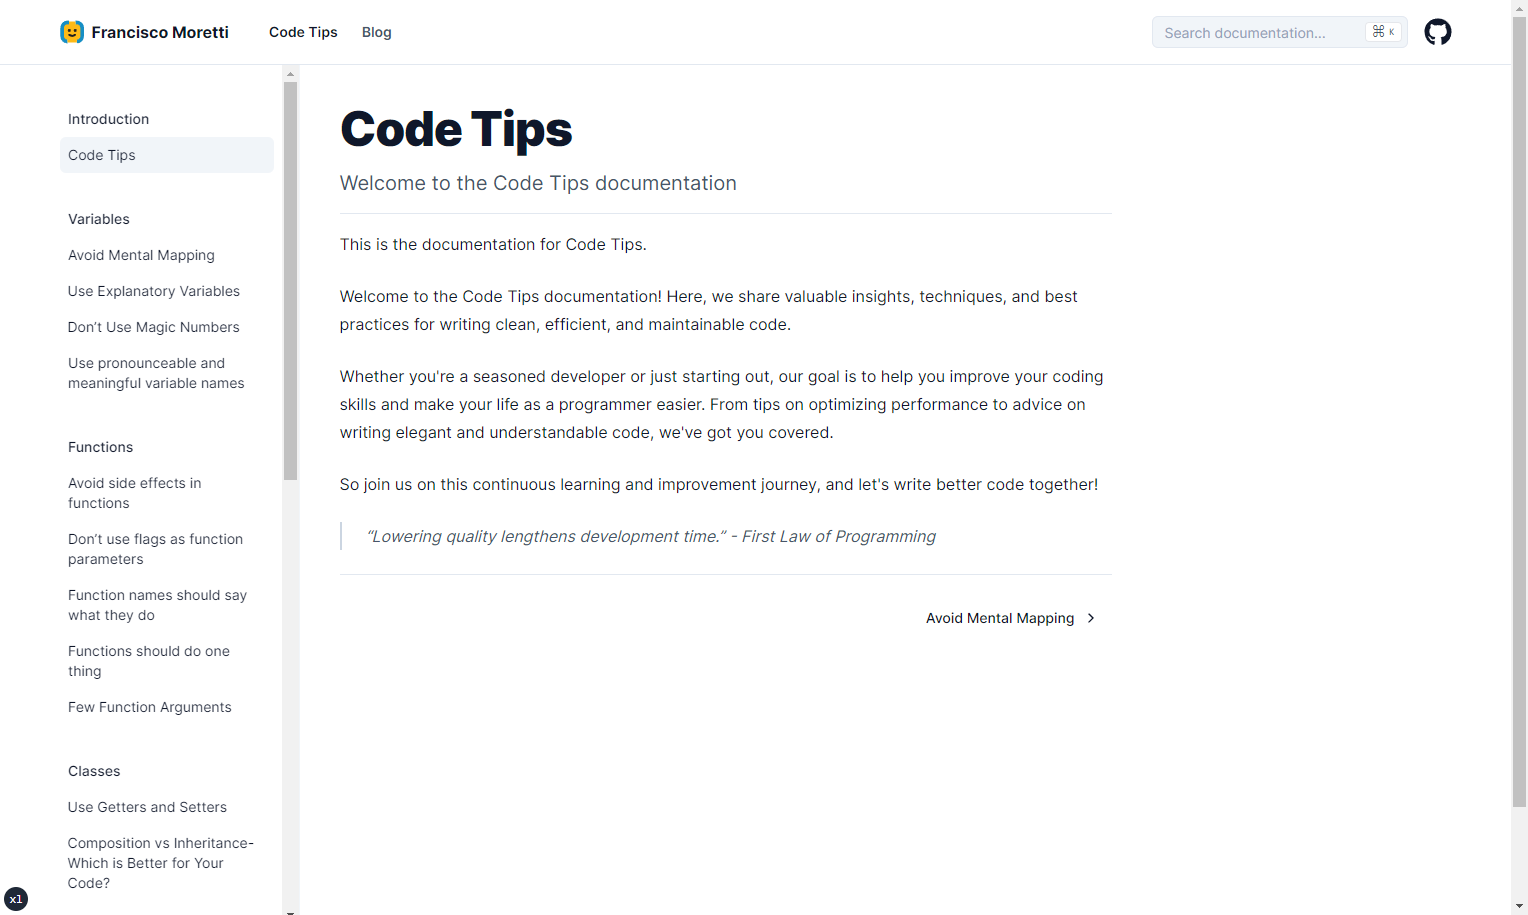 Francisco Moretti
Code Tips
Blog
Search documentation...
⌘ K
Introduction
Code Tips
Variables
Avoid Mental Mapping
Use Explanatory Variables
Don’t Use Magic Numbers
Use pronounceable and
meaningful variable names
Functions
Avoid side effects in
functions
Don’t use flags as function
parameters
Function names should say
what they do
Functions should do one
thing
Few Function Arguments
Classes
Use Getters and Setters
Composition vs Inheritance-
Which is Better for Your
Code?
xl
Code Tips
Welcome to the Code Tips documentation
This is the documentation for Code Tips.
Welcome to the Code Tips documentation! Here, we share valuable insights, techniques, and best
practices for writing clean, efficient, and maintainable code.
Whether you're a seasoned developer or just starting out, our goal is to help you improve your coding
skills and make your life as a programmer easier. From tips on optimizing performance to advice on
writing elegant and understandable code, we've got you covered.
So join us on this continuous learning and improvement journey, and let's write better code together!
“Lowering quality lengthens development time.” - First Law of Programming
Avoid Mental Mapping